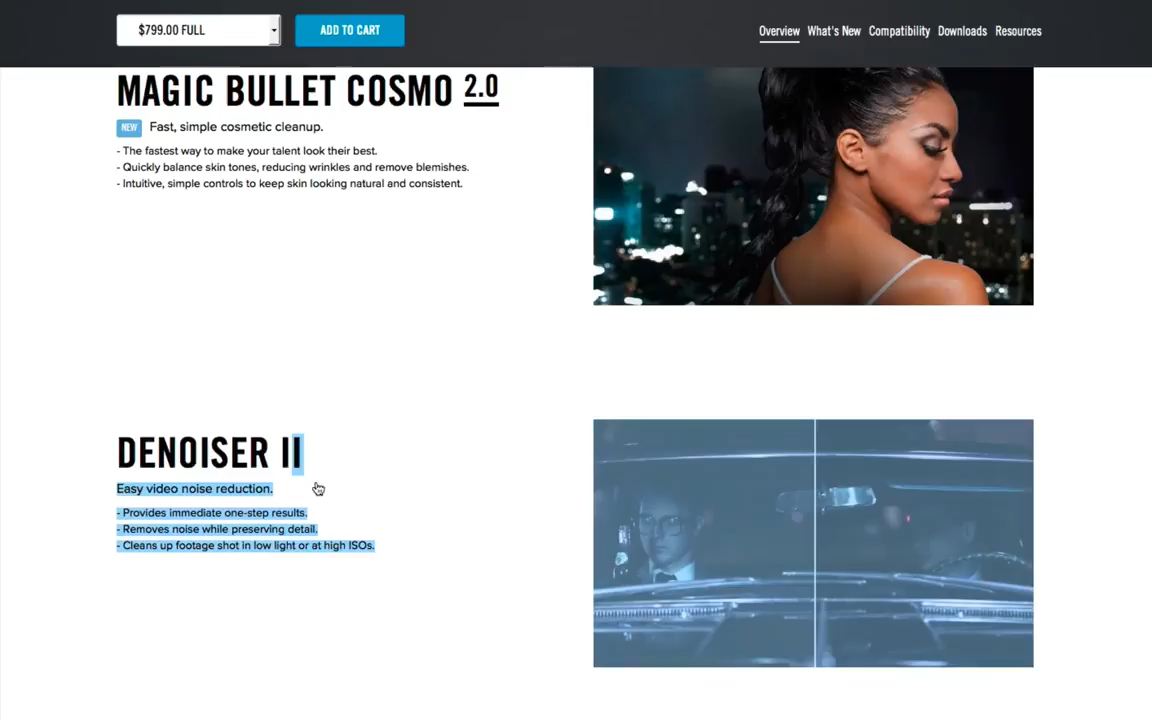 $799.00 FULL
ADD TO CART
Overview What's New Compatibility Downloads Resources
MAGIC BULLET COSMO 2.0
NEW Fast, simple cosmetic cleanup.
- The fastest way to make your talent look their best.
- Quickly balance skin tones, reducing wrinkles and remove blemishes.
- Intuitive, simple controls to keep skin looking natural and consistent.
DENOISER II
Easy video noise reduction.
- Provides immediate one-step results.
- Removes noise while preserving detail.
- Cleans up footage shot in low light or at high ISOs.